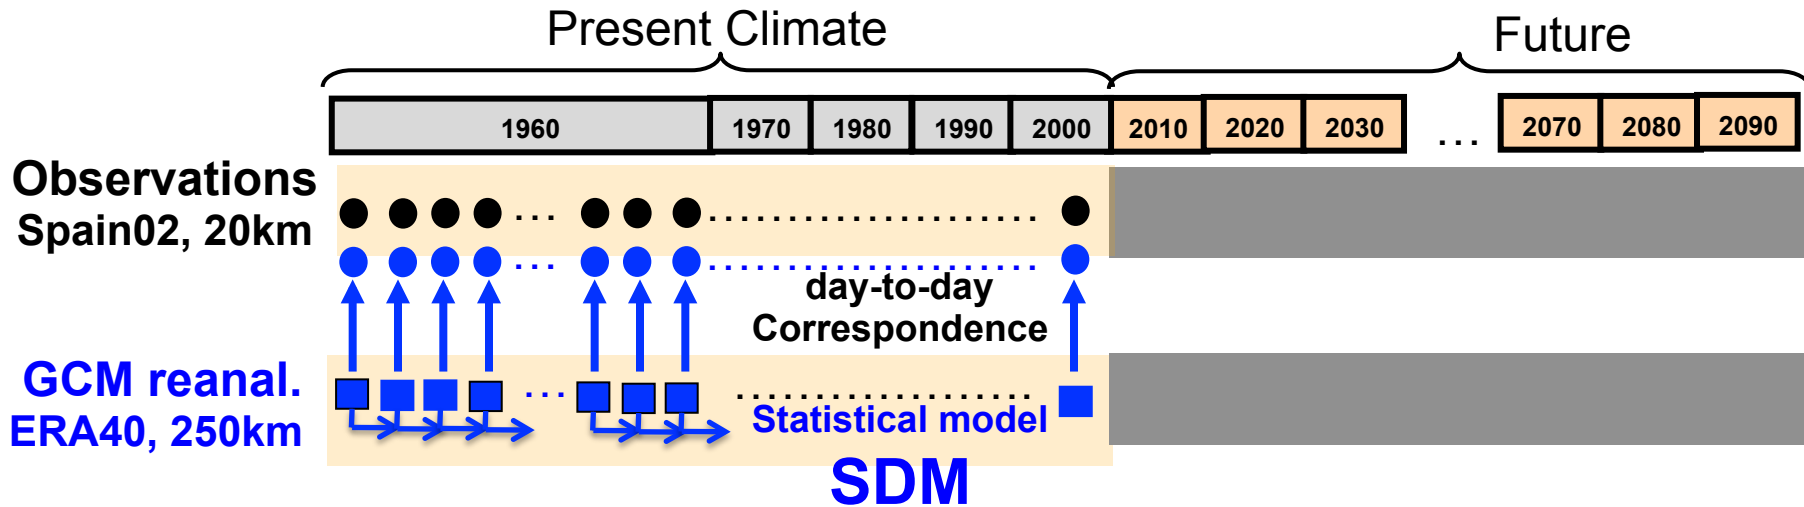 Present Climate
Future
1960 1970 1980 1990 2000 2010 2020 2030 ... 2070 2080 2090
Observations
Spain02, 20km
day-to-day
Correspondence
GCM reanal.
ERA40, 250km
Statistical model
SDM